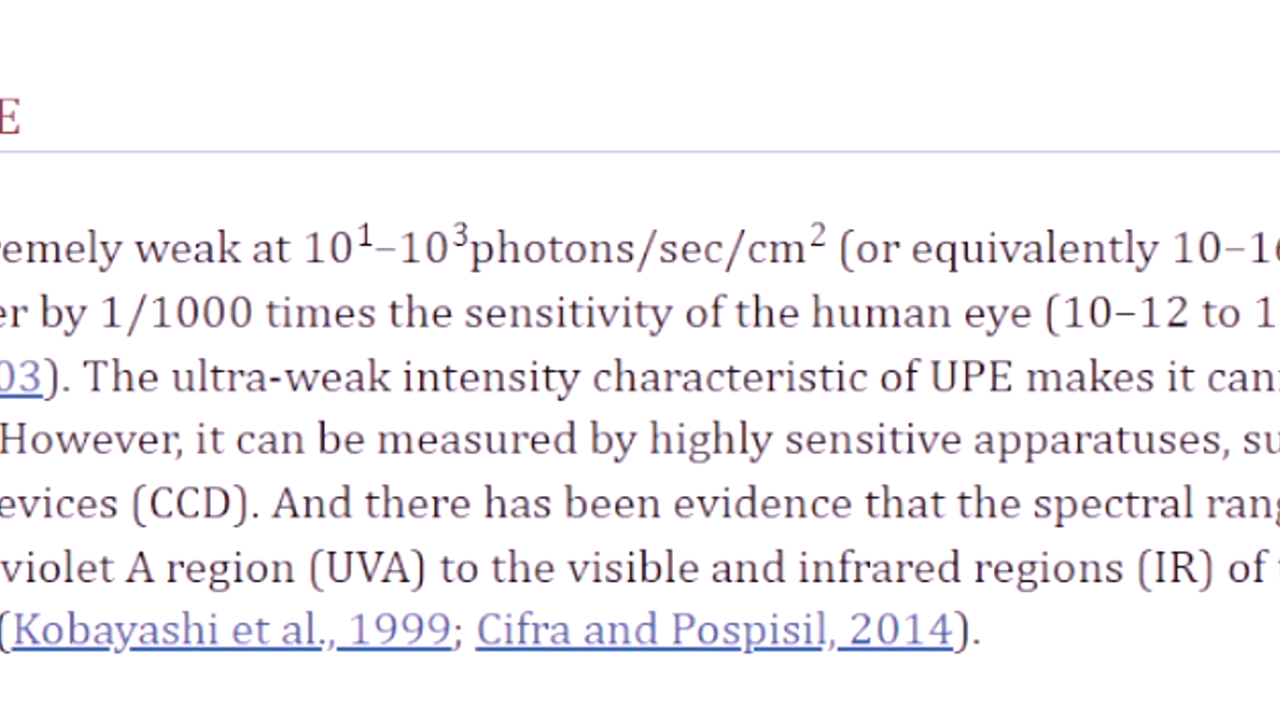 E
remely weak at 10¹–10³photons/sec/cm² (or equivalently 10–16
er by 1/1000 times the sensitivity of the human eye (10–12 to 1
03). The ultra-weak intensity characteristic of UPE makes it can
However, it can be measured by highly sensitive apparatuses, su
evices (CCD). And there has been evidence that the spectral rang
violet A region (UVA) to the visible and infrared regions (IR) of
(Kobayashi et al., 1999; Cifra and Pospisil, 2014).